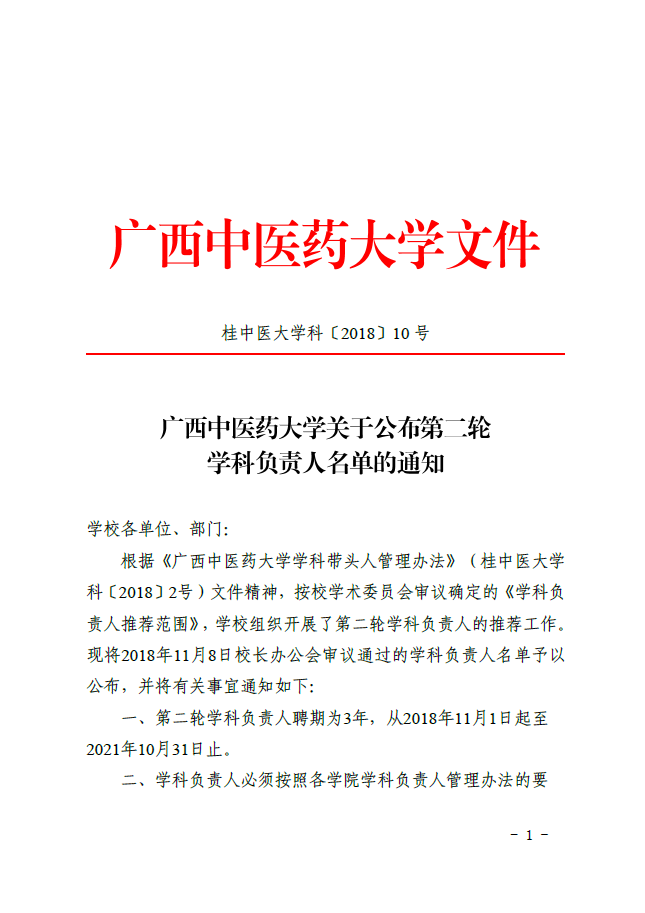 广西中医药大学文件
桂中医大学科〔2018〕10 号
广西中医药大学关于公布第二轮
学科负责人名单的通知
学校各单位、部门：
根据《广西中医药大学学科带头人管理办法》（桂中医大学
科〔2018〕2号）文件精神，按校学术委员会审议确定的《学科负
责人推荐范围》，学校组织开展了第二轮学科负责人的推荐工作。
现将2018年11月8日校长办公会审议通过的学科负责人名单予以
公布，并将有关事宜通知如下：
一、第二轮学科负责人聘期为3年，从2018年11月1日起至
2021年10月31日止。
二、学科负责人必须按照各学院学科负责人管理办法的要
- 1 -